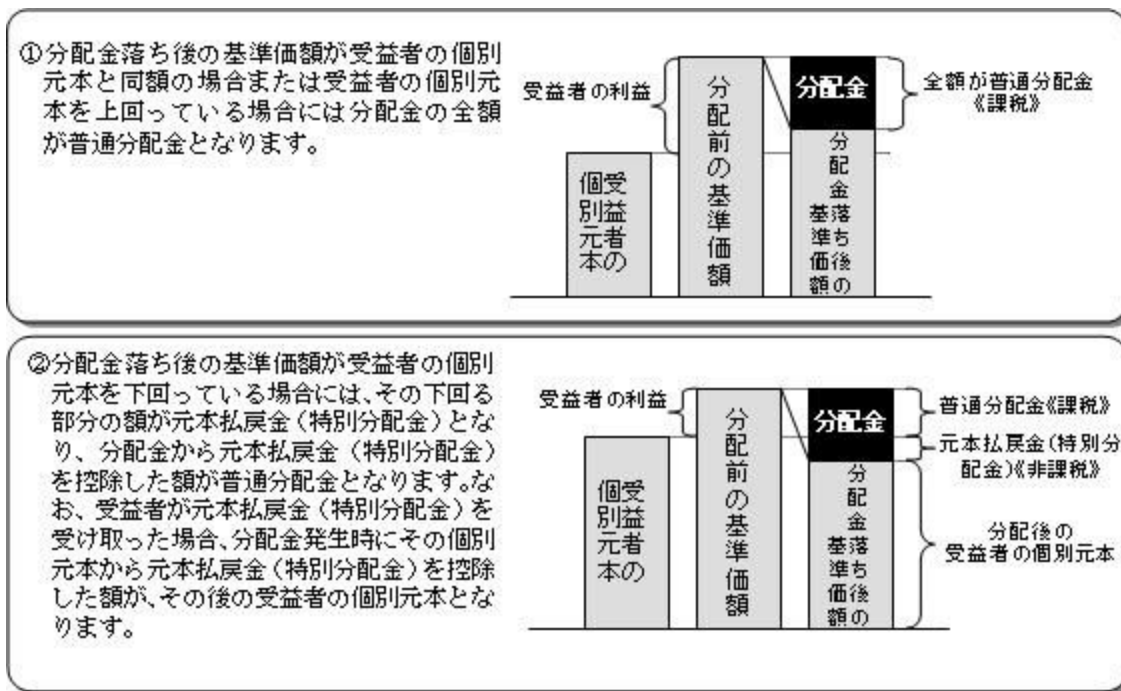 ①分配金落ち後の基準価額が受益者の個別
元本と同額の場合または受益者の個別元
本を上回っている場合には分配金の全額
が普通分配金となります。
受益者の利益
個別元本
受益者の
分配前の基準価額
分配金
基準価額
分配金落ち後の
全額が普通分配金
《課税》
②分配金落ち後の基準価額が受益者の個別
元本を下回っている場合には、その下回る
部分の額が元本払戻金（特別分配金）とな
り、分配金から元本払戻金（特別分配金）
を控除した額が普通分配金となります。な
お、受益者が元本払戻金（特別分配金）を
受け取った場合、分配金発生時にその個別
元本から元本払戻金（特別分配金）を控除
した額が、その後の受益者の個別元本とな
ります。
受益者の利益
受益者の
個別元本
分配前の基準価額
分配金
分配金落ち後の
基準価額
普通分配金《課税》
元本払戻金（特別分
配金）《非課税》
分配後の
受益者の個別元本